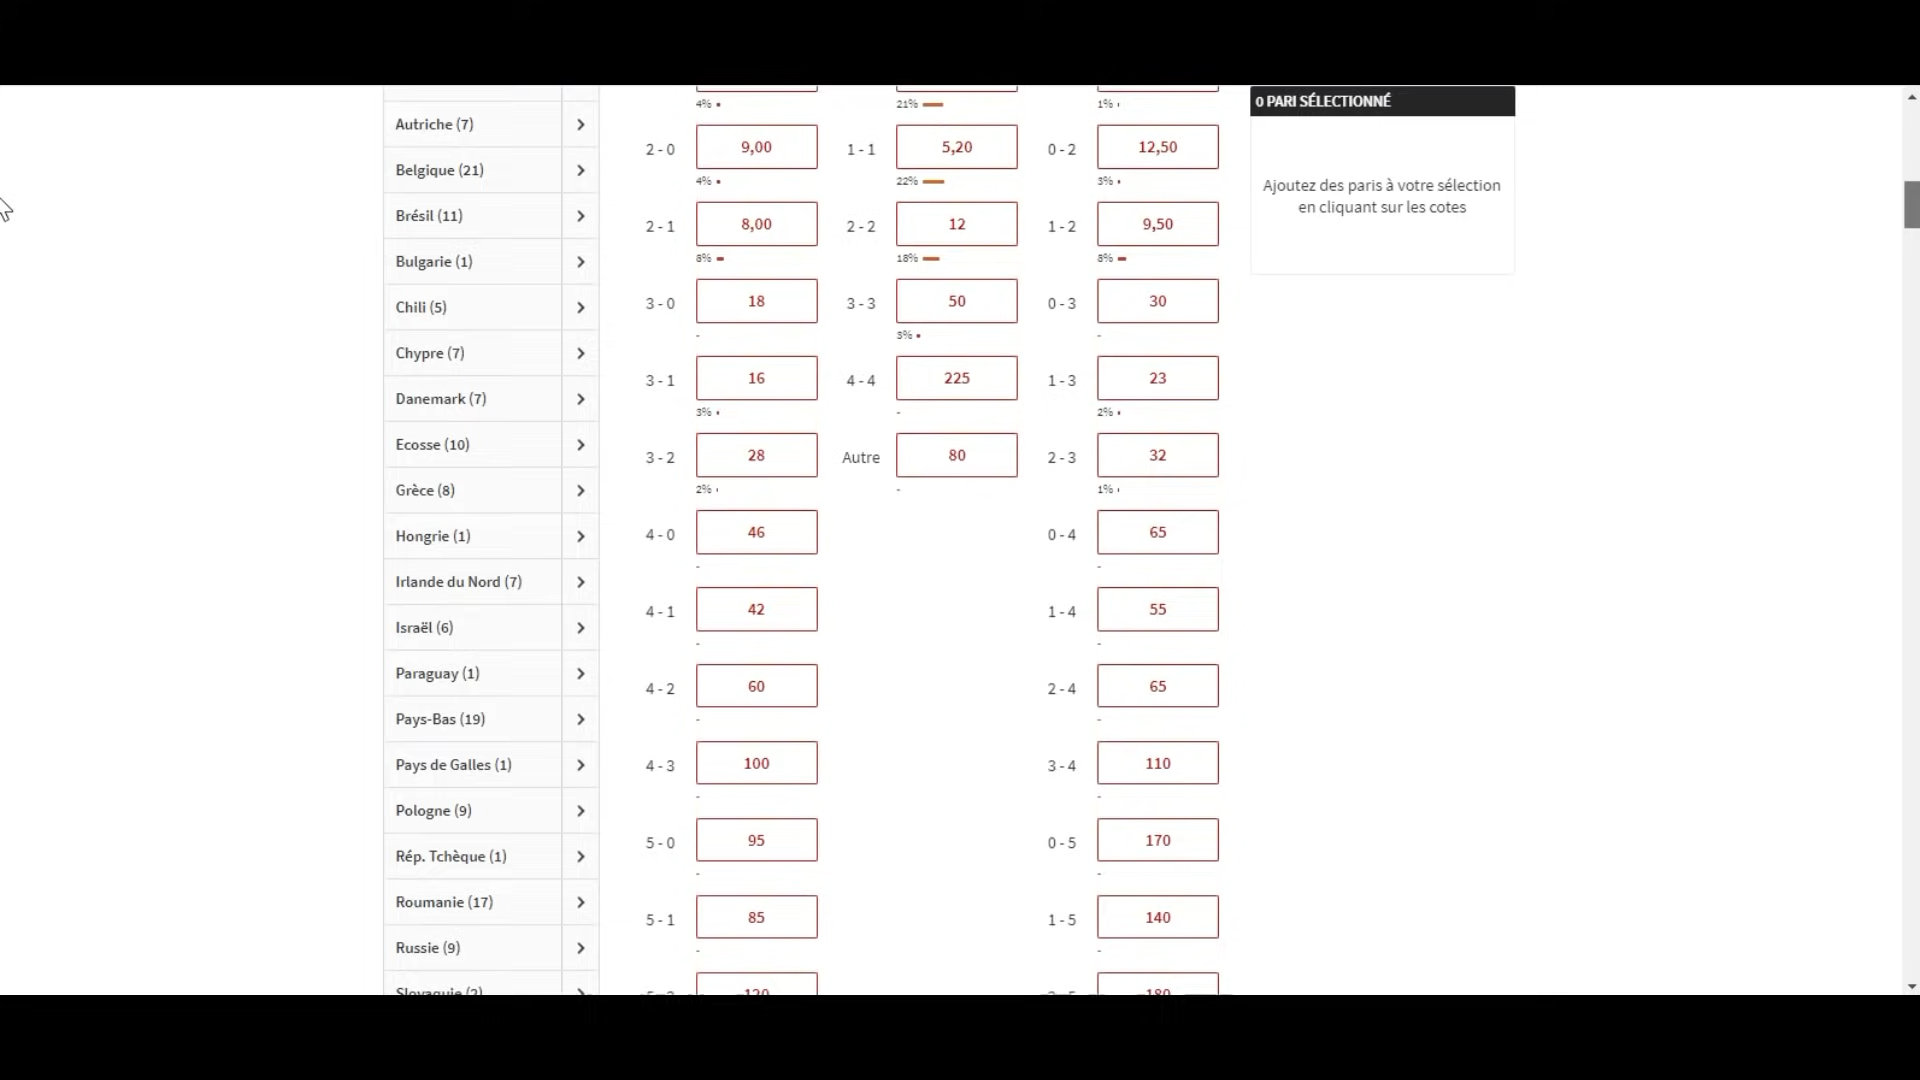 4% 21% 1%
0 PARI SÉLECTIONNÉ
Autriche (7)
2 - 0 9,00 1 - 1 5,20 0 - 2 12,50
Belgique (21)
4% 22% 3%
Ajoutez des paris à votre sélection
en cliquant sur les cotes
Brésil (11)
2 - 1 8,00 2 - 2 12 1 - 2 9,50
Bulgarie (1)
8% 18% 8%
Chili (5)
3 - 0 18 3 - 3 50 0 - 3 30
- 3% -
Chypre (7)
3 - 1 16 4 - 4 225 1 - 3 23
Danemark (7)
3% - 2%
Ecosse (10)
3 - 2 28 Autre 80 2 - 3 32
Grèce (8)
2% - 1%
Hongrie (1)
4 - 0 46 0 - 4 65
- -
Irlande du Nord (7)
4 - 1 42 1 - 4 55
Israël (6)
- -
Paraguay (1)
4 - 2 60 2 - 4 65
Pays-Bas (19)
- -
Pays de Galles (1)
4 - 3 100 3 - 4 110
- -
Pologne (9)
5 - 0 95 0 - 5 170
Rép. Tchèque (1)
- -
Roumanie (17)
5 - 1 85 1 - 5 140
Russie (9)
- -
Slovaquie (2)
120 180